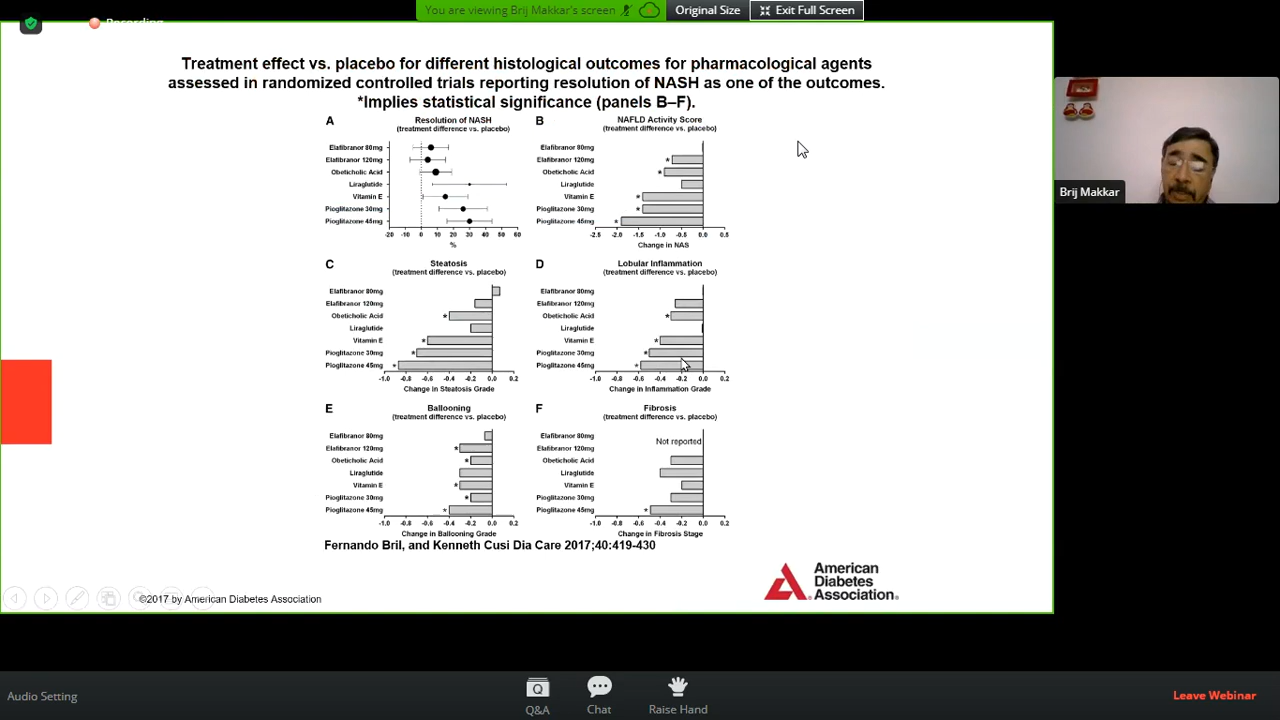 You are viewing Brij Makkar's screen
Original Size
Exit Full Screen
Recording
Treatment effect vs. placebo for different histological outcomes for pharmacological agents
assessed in randomized controlled trials reporting resolution of NASH as one of the outcomes.
*Implies statistical significance (panels B–F).
A
Resolution of NASH
(treatment difference vs. placebo)
Elafibranor 80mg
Elafibranor 120mg
Obeticholic Acid
Liraglutide
Vitamin E
Pioglitazone 30mg
Pioglitazone 45mg
-20 -10 0 10 20 30 40 50 60
%
B
NAFLD Activity Score
(treatment difference vs. placebo)
Elafibranor 80mg
Elafibranor 120mg
*
Obeticholic Acid
*
Liraglutide
Vitamin E
*
Pioglitazone 30mg
*
Pioglitazone 45mg
*
-2.5 -2.0 -1.5 -1.0 -0.5 0.0 0.5
Change in NAS
C
Steatosis
(treatment difference vs. placebo)
Elafibranor 80mg
Elafibranor 120mg
Obeticholic Acid
*
Liraglutide
Vitamin E
*
Pioglitazone 30mg
*
Pioglitazone 45mg
*
-1.0 -0.8 -0.6 -0.4 -0.2 0.0 0.2
Change in Steatosis Grade
D
Lobular Inflammation
(treatment difference vs. placebo)
Elafibranor 80mg
Elafibranor 120mg
Obeticholic Acid
*
Liraglutide
Vitamin E
*
Pioglitazone 30mg
*
Pioglitazone 45mg
*
-1.0 -0.8 -0.6 -0.4 -0.2 0.0 0.2
Change in Inflammation Grade
E
Ballooning
(treatment difference vs. placebo)
Elafibranor 80mg
Elafibranor 120mg
*
Obeticholic Acid
*
Liraglutide
Vitamin E
*
Pioglitazone 30mg
*
Pioglitazone 45mg
*
-1.0 -0.8 -0.6 -0.4 -0.2 0.0 0.2
Change in Ballooning Grade
F
Fibrosis
(treatment difference vs. placebo)
Elafibranor 80mg
Not reported
Elafibranor 120mg
Obeticholic Acid
Liraglutide
Vitamin E
Pioglitazone 30mg
Pioglitazone 45mg
*
-1.0 -0.8 -0.6 -0.4 -0.2 0.0 0.2
Change in Fibrosis Stage
Fernando Bril, and Kenneth Cusi Dia Care 2017;40:419-430
©2017 by American Diabetes Association
American
Diabetes
Association.
Brij Makkar
Audio Setting
Q&A
Chat
Raise Hand
Leave Webinar